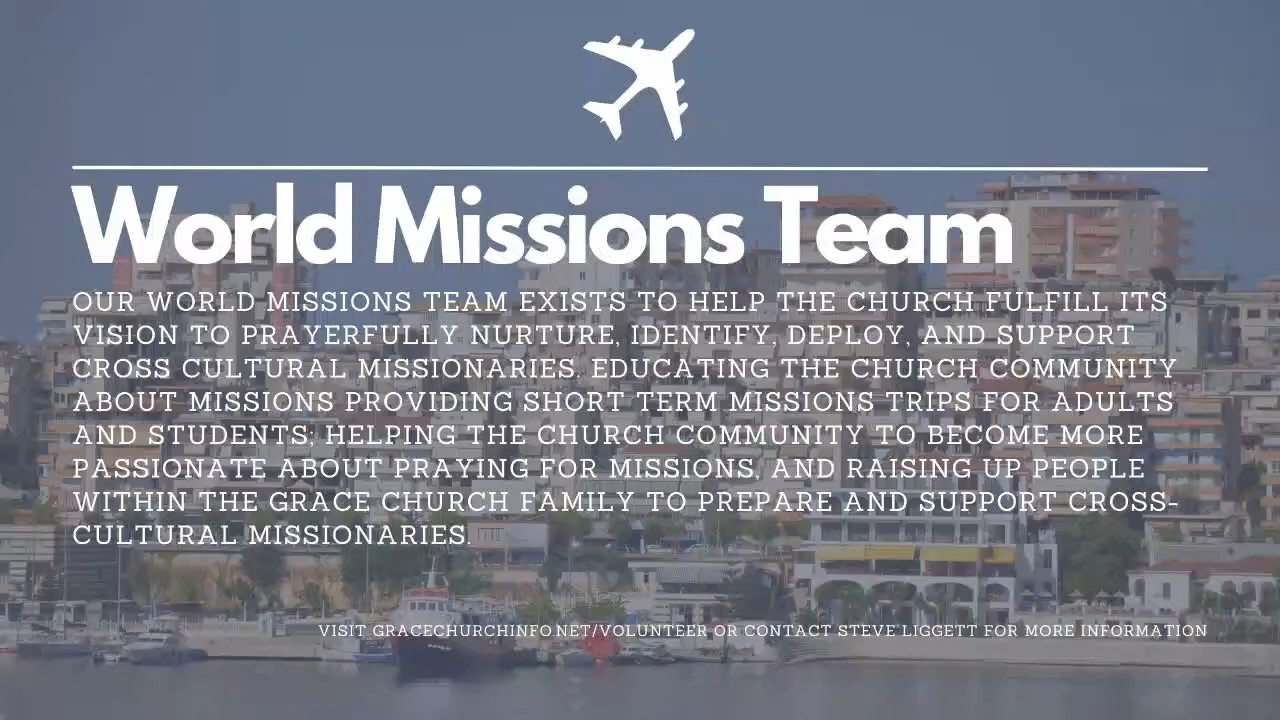 World Missions Team
OUR WORLD MISSIONS TEAM EXISTS TO HELP THE CHURCH FULFILL ITS
VISION TO PRAYERFULLY NURTURE, IDENTIFY, DEPLOY, AND SUPPORT
CROSS CULTURAL MISSIONARIES. EDUCATING THE CHURCH COMMUNITY
ABOUT MISSIONS PROVIDING SHORT TERM MISSIONS TRIPS FOR ADULTS
AND STUDENTS; HELPING THE CHURCH COMMUNITY TO BECOME MORE
PASSIONATE ABOUT PRAYING FOR MISSIONS, AND RAISING UP PEOPLE
WITHIN THE GRACE CHURCH FAMILY TO PREPARE AND SUPPORT CROSS-
CULTURAL MISSIONARIES.
VISIT GRACECHURCHINFO.NET/VOLUNTEER OR CONTACT STEVE LIGGETT FOR MORE INFORMATION